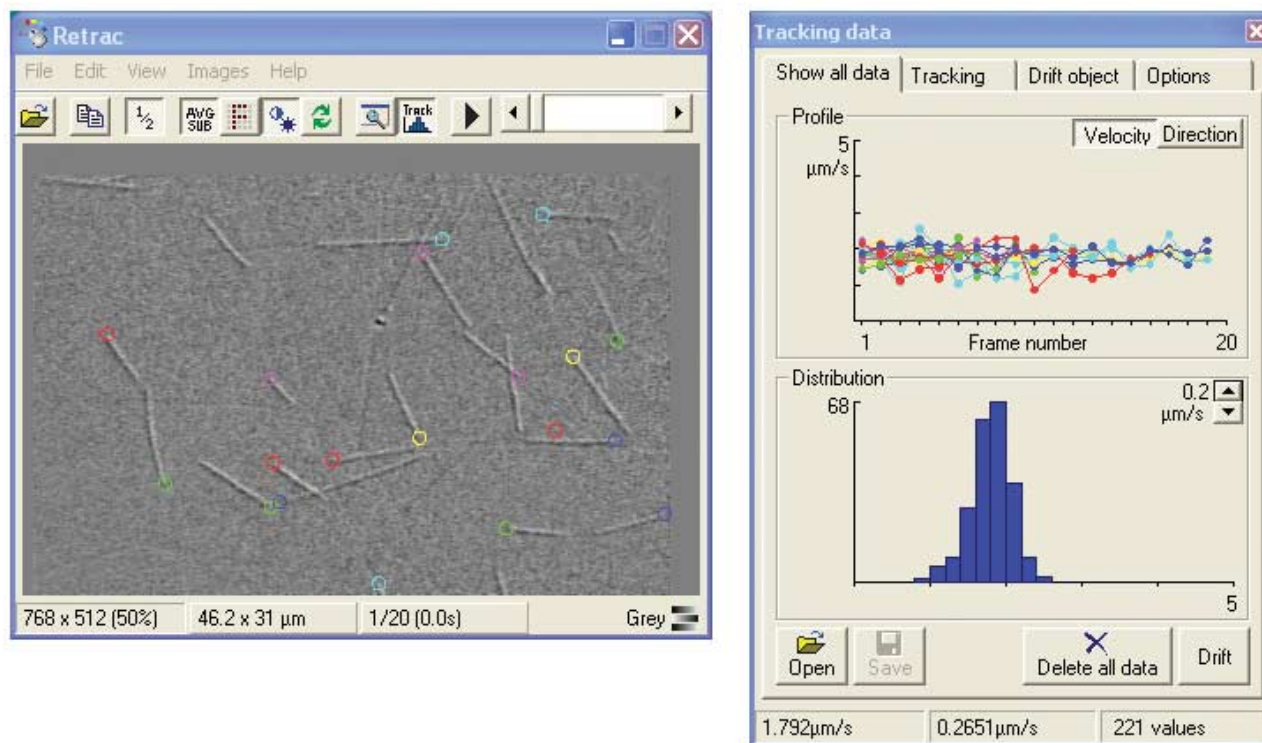 Retrac
File Edit View Images Help
½ AVG SUB Track
768 x 512 (50%) 46.2 x 31 µm 1/20 (0.0s) Grey
Tracking data
Show all data Tracking Drift object Options
Profile
Velocity Direction
5
µm/s
1 Frame number 20
Distribution
68
0.2
µm/s
5
Open Save Delete all data Drift
1.792µm/s 0.2651µm/s 221 values